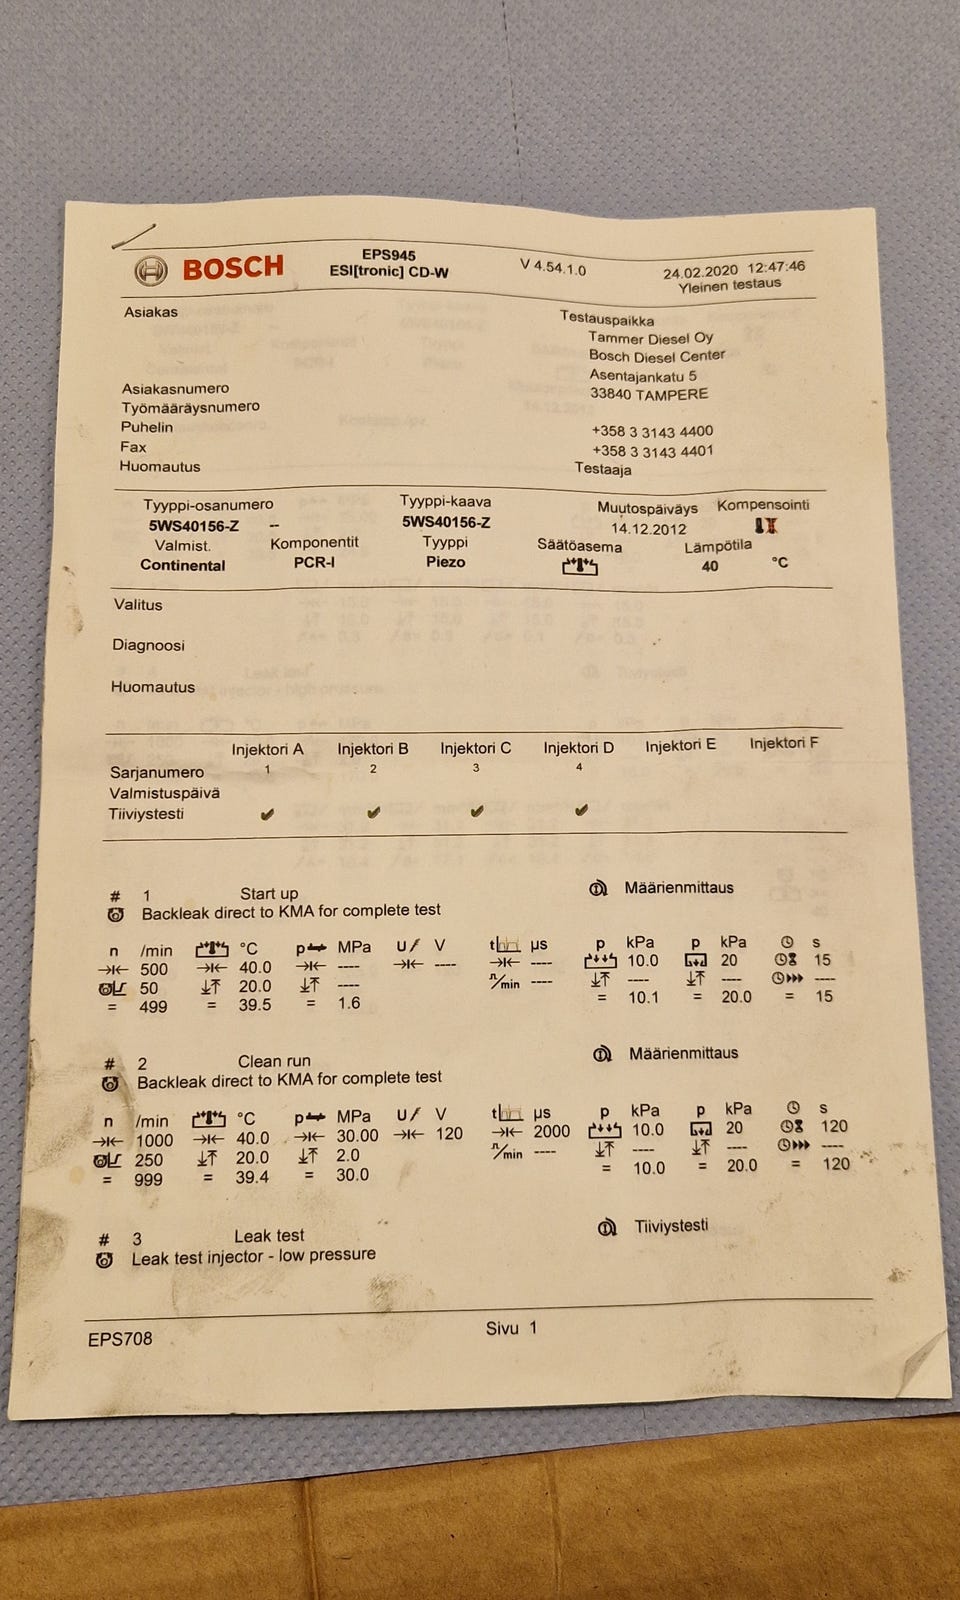 BOSCH EPS945 V 4.54.1.0 24.02.2020 12:47:46
ESI[tronic] CD-W Yleinen testaus
Asiakas Testauspaikka
Tammer Diesel Oy
Bosch Diesel Center
Asentajankatu 5
Asiakasnumero 33840 TAMPERE
Työmääräysnumero
Puhelin +358 3 3143 4400
Fax +358 3 3143 4401
Huomautus Testaaja
Tyyppi-osanumero Tyyppi-kaava Muutospäiväys Kompensointi
5WS40156-Z -- 5WS40156-Z 14.12.2012
Valmist. Komponentit Tyyppi Säätöasema Lämpötila
Continental PCR-I Piezo 40 °C
Valitus
Diagnoosi
Huomautus
Injektori A Injektori B Injektori C Injektori D Injektori E Injektori F
Sarjanumero 1 2 3 4
Valmistuspäivä
Tiiviystesti ✔ ✔ ✔ ✔
# 1 Start up Määrienmittaus
Backleak direct to KMA for complete test
n /min °C p MPa U V t µs p kPa p kPa s
500 40.0 ---- ---- ---- 10.0 20 15
50 20.0 ---- n/min ---- ---- ---- ----
= 499 = 39.5 = 1.6 = 10.1 = 20.0 = 15
# 2 Clean run Määrienmittaus
Backleak direct to KMA for complete test
n /min °C p MPa U V t µs p kPa p kPa s
1000 40.0 30.00 120 2000 10.0 20 120
250 20.0 2.0 n/min ---- ---- ---- ----
= 999 = 39.4 = 30.0 = 10.0 = 20.0 = 120
# 3 Leak test Tiiviystesti
Leak test injector - low pressure
EPS708 Sivu 1